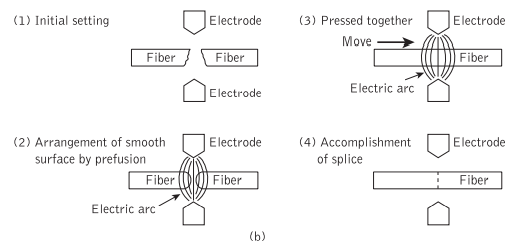 (1) Initial setting
Electrode
Fiber
Fiber
Electrode
(2) Arrangement of smooth
surface by prefusion
Electrode
Fiber
Fiber
Electric arc
(3) Pressed together
Electrode
Move
Fiber
Electric arc
(4) Accomplishment
of splice
Electrode
Fiber
(b)